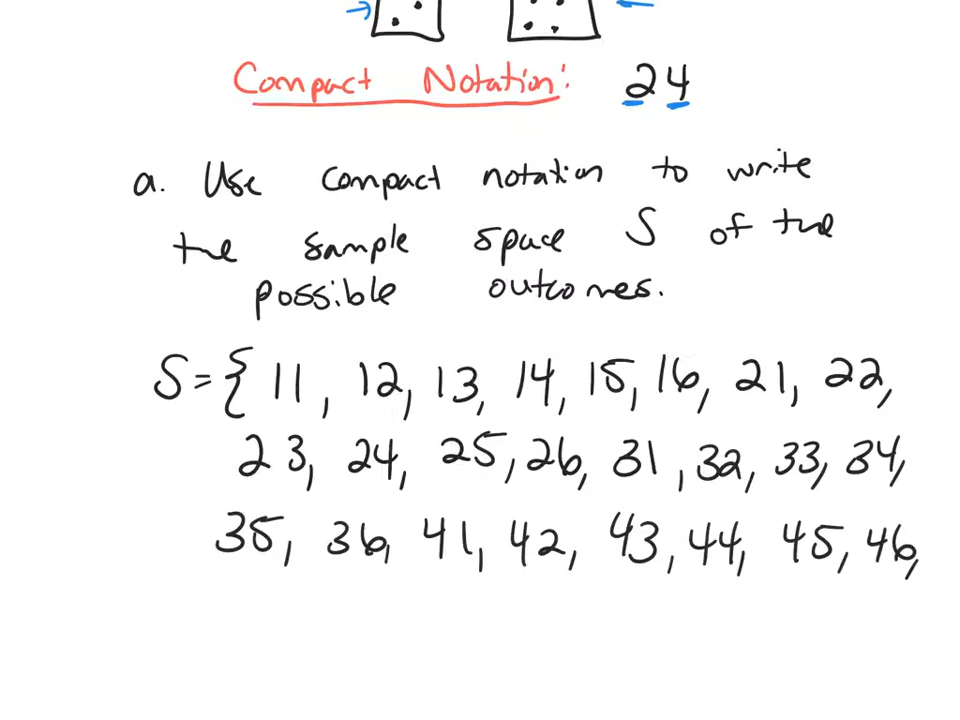 Compact Notation: 24
a. Use compact notation to write
the sample space S of the
possible outcomes.
S = { 11, 12, 13, 14, 15, 16, 21, 22,
23, 24, 25, 26, 31, 32, 33, 34,
35, 36, 41, 42, 43, 44, 45, 46,